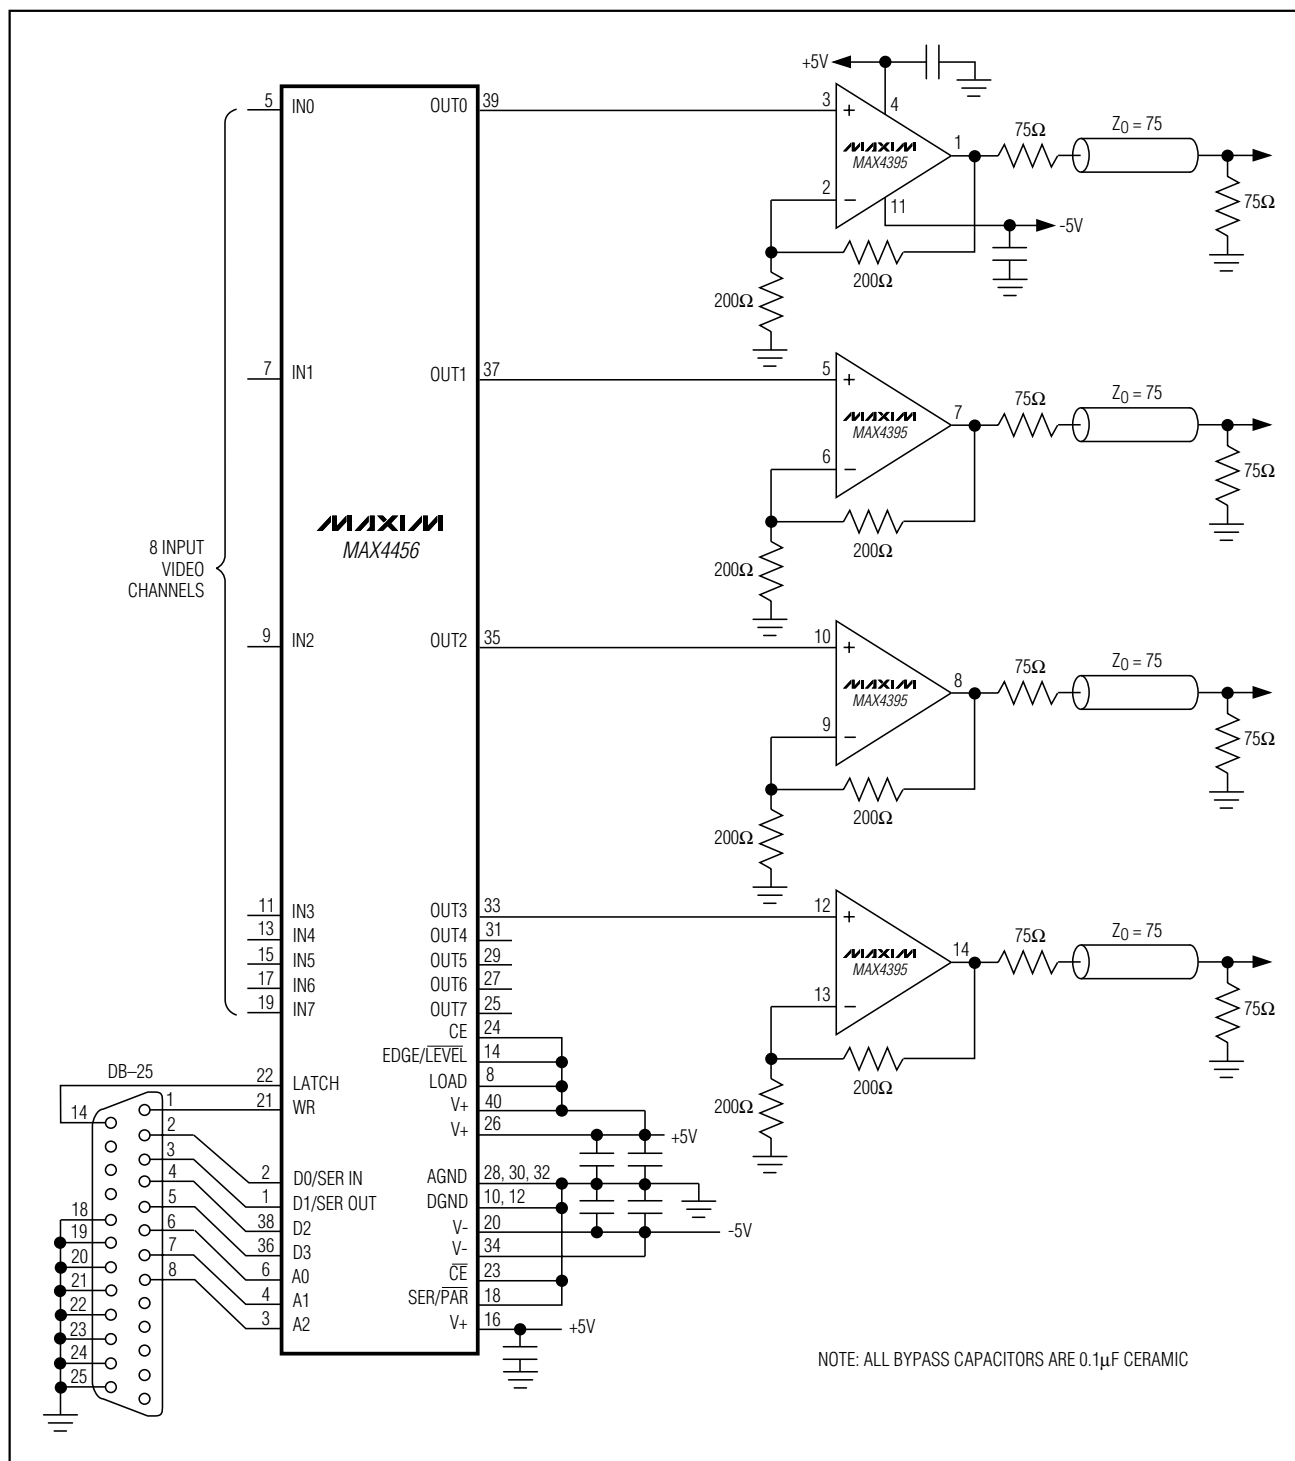 +5V
5 IN0 OUT0 39 3 + 4
MAXIM
MAX4395
1 75Ω Z0 = 75
2 − 11 75Ω
-5V
200Ω
200Ω
7 IN1 OUT1 37 5 +
MAXIM
MAX4395
7 75Ω Z0 = 75
6 − 75Ω
200Ω
200Ω
MAXIM
MAX4456
8 INPUT
VIDEO
CHANNELS
9 IN2 OUT2 35 10 +
MAXIM
MAX4395
8 75Ω Z0 = 75
9 − 75Ω
200Ω
200Ω
11 IN3 OUT3 33 12 +
13 IN4 OUT4 31
15 IN5 OUT5 29
17 IN6 OUT6 27
19 IN7 OUT7 25
MAXIM
MAX4395
14 75Ω Z0 = 75
13 − 75Ω
200Ω
200Ω
CE 24
EDGE/LEVEL 14
LOAD 8
V+ 40
V+ 26 +5V
AGND 28, 30, 32
DGND 10, 12
V- 20 -5V
V- 34
CE 23
SER/PAR 18
V+ 16 +5V
DB–25
22 LATCH
21 WR
2 D0/SER IN
1 D1/SER OUT
38 D2
36 D3
6 A0
4 A1
3 A2
14
18
19
20
21
22
23
24
25
1
2
3
4
5
6
7
8
NOTE: ALL BYPASS CAPACITORS ARE 0.1μF CERAMIC